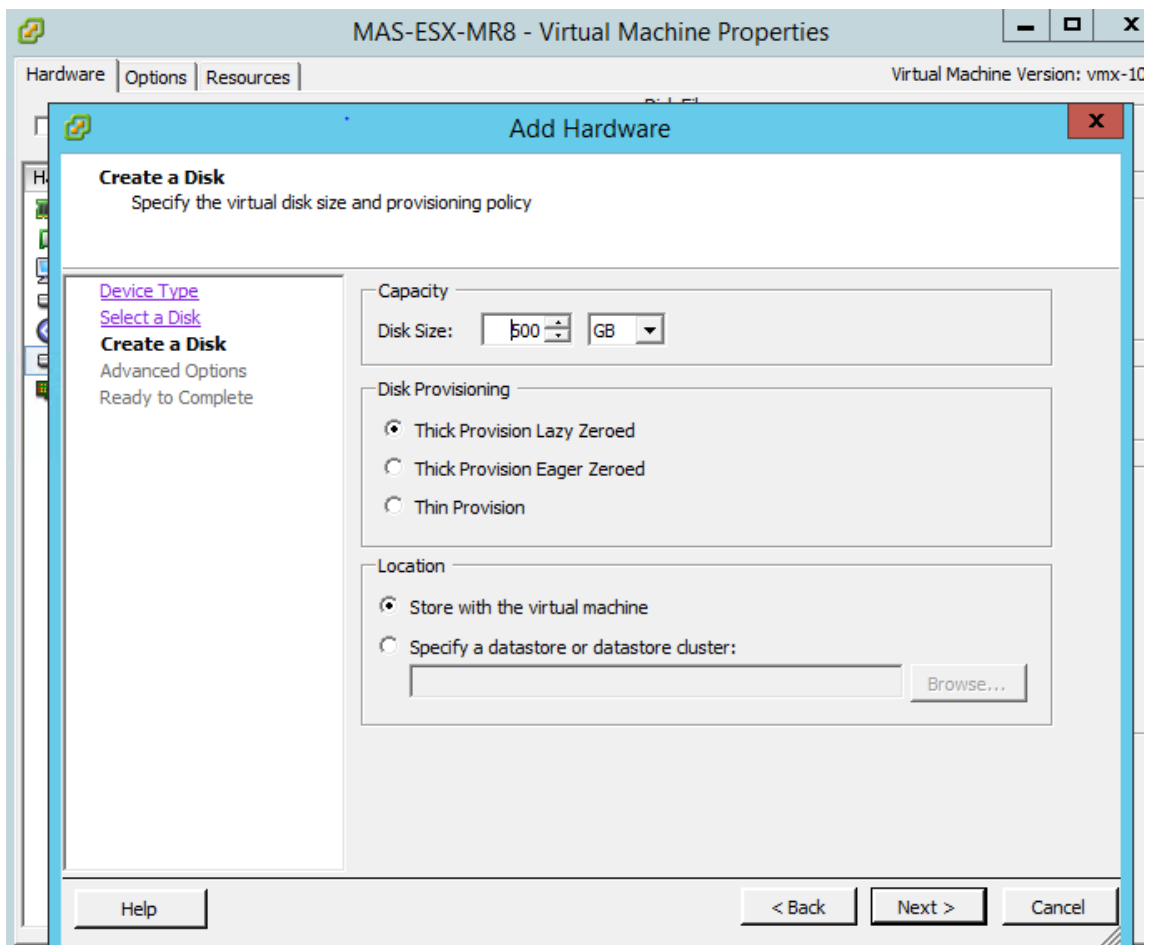 MAS-ESX-MR8 - Virtual Machine Properties
Hardware Options Resources
Virtual Machine Version: vmx-10
Add Hardware
Create a Disk
Specify the virtual disk size and provisioning policy
Device Type
Select a Disk
Create a Disk
Advanced Options
Ready to Complete
Capacity
Disk Size: 500 GB
Disk Provisioning
Thick Provision Lazy Zeroed
Thick Provision Eager Zeroed
Thin Provision
Location
Store with the virtual machine
Specify a datastore or datastore cluster:
Browse...
Help
< Back
Next >
Cancel